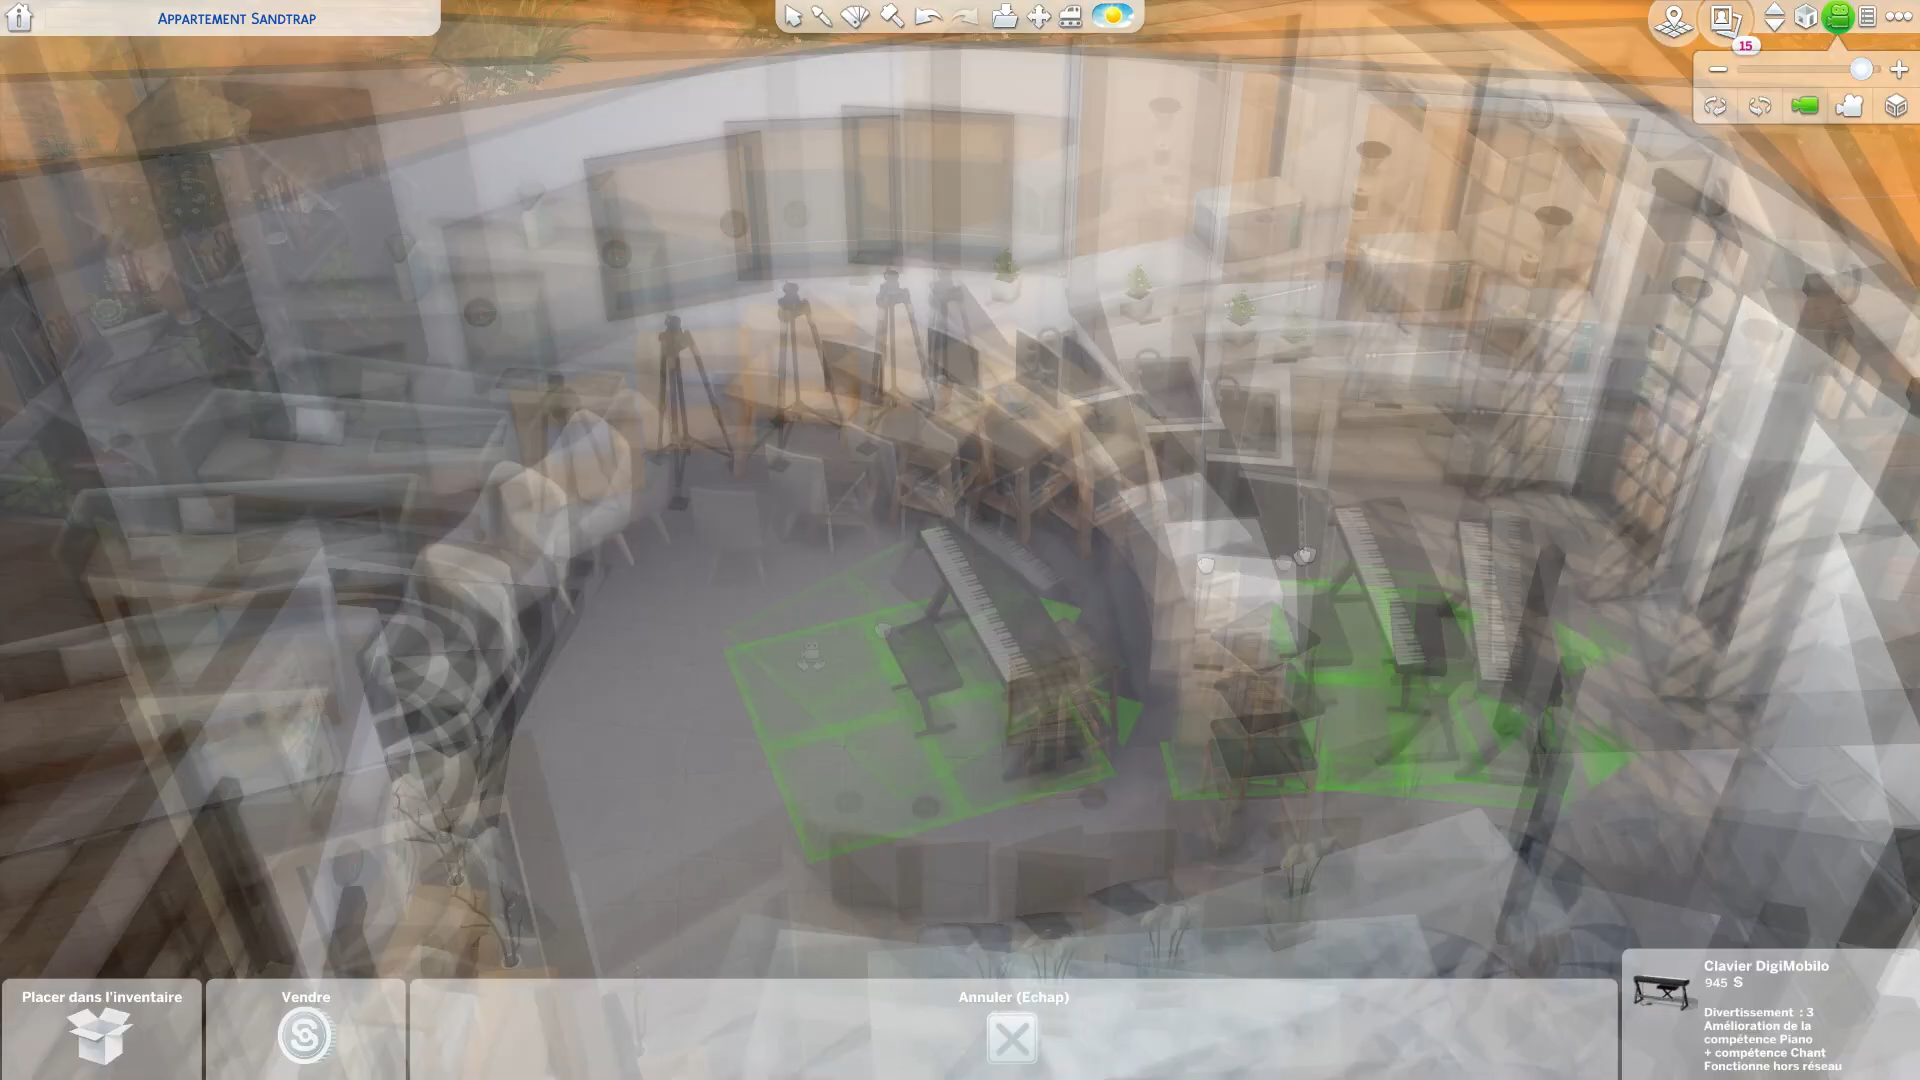 Appartement Sandtrap
15
Placer dans l'inventaire
Vendre
Annuler (Echap)
Clavier DigiMobilo
945 §
Divertissement : 3
Amélioration de la
compétence Piano
+ compétence Chant
Fonctionne hors réseau